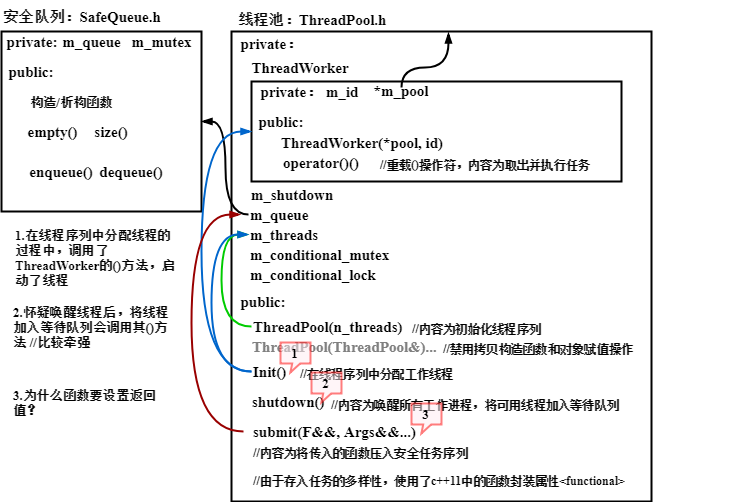 安全队列：SafeQueue.h
private: m_queue m_mutex
public:
构造/析构函数
empty() size()
enqueue() dequeue()
1.在线程序列中分配线程的
过程中，调用了
ThreadWorker的()方法，启
动了线程
2.怀疑唤醒线程后，将线程
加入等待队列会调用其()方
法 //比较牵强
3.为什么函数要设置返回
值？
线程池：ThreadPool.h
private：
ThreadWorker
private： m_id *m_pool
public:
ThreadWorker(*pool, id)
operator()() //重载()操作符，内容为取出并执行任务
m_shutdown
m_queue
m_threads
m_conditional_mutex
m_conditional_lock
public:
ThreadPool(n_threads) //内容为初始化线程序列
ThreadPool(ThreadPool&)... //禁用拷贝构造函数和对象赋值操作
1
Init() //在线程序列中分配工作线程
2
shutdown() //内容为唤醒所有工作进程，将可用线程加入等待队列
3
submit(F&&, Args&&...)
//内容为将传入的函数压入安全任务序列
//由于存入任务的多样性，使用了c++11中的函数封装属性<functional>